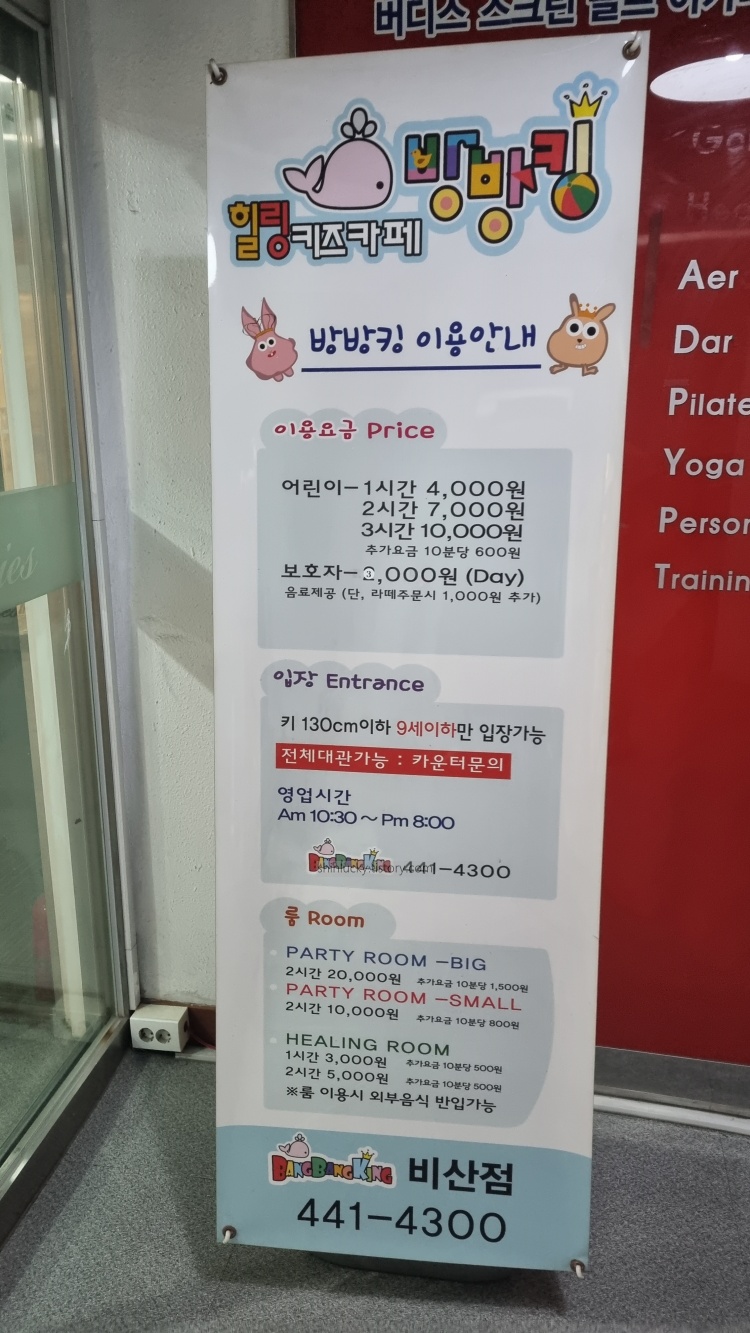 버디스 스크린 골프 아카
방방킹
힐링키즈카페
방방킹 이용안내
이용요금 Price
어린이-1시간 4,000원
2시간 7,000원
3시간 10,000원
추가요금 10분당 600원
보호자-3,000원 (Day)
음료제공 (단, 라떼주문시 1,000원 추가)
입장 Entrance
키 130cm이하 9세이하만 입장가능
전체대관가능 : 카운터문의
영업시간
Am 10:30~Pm 8:00
BANGBANGKING 441-4300
룸 Room
PARTY ROOM -BIG
2시간 20,000원 추가요금 10분당 1,500원
PARTY ROOM -SMALL
2시간 10,000원 추가요금 10분당 800원
HEALING ROOM
1시간 3,000원 추가요금 10분당 500원
2시간 5,000원 추가요금 10분당 500원
※룸 이용시 외부음식 반입가능
BANGBANGKING 비산점
441-4300
Aer
Dar
Pilate
Yoga
Person
Trainin
ies